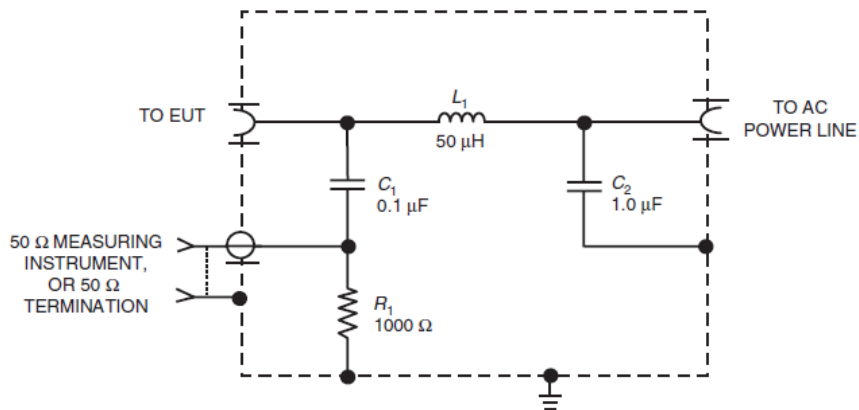 TO EUT
L₁
50 μH
TO AC
POWER LINE
C₁
0.1 μF
C₂
1.0 μF
50 Ω MEASURING
INSTRUMENT,
OR 50 Ω
TERMINATION
R₁
1000 Ω